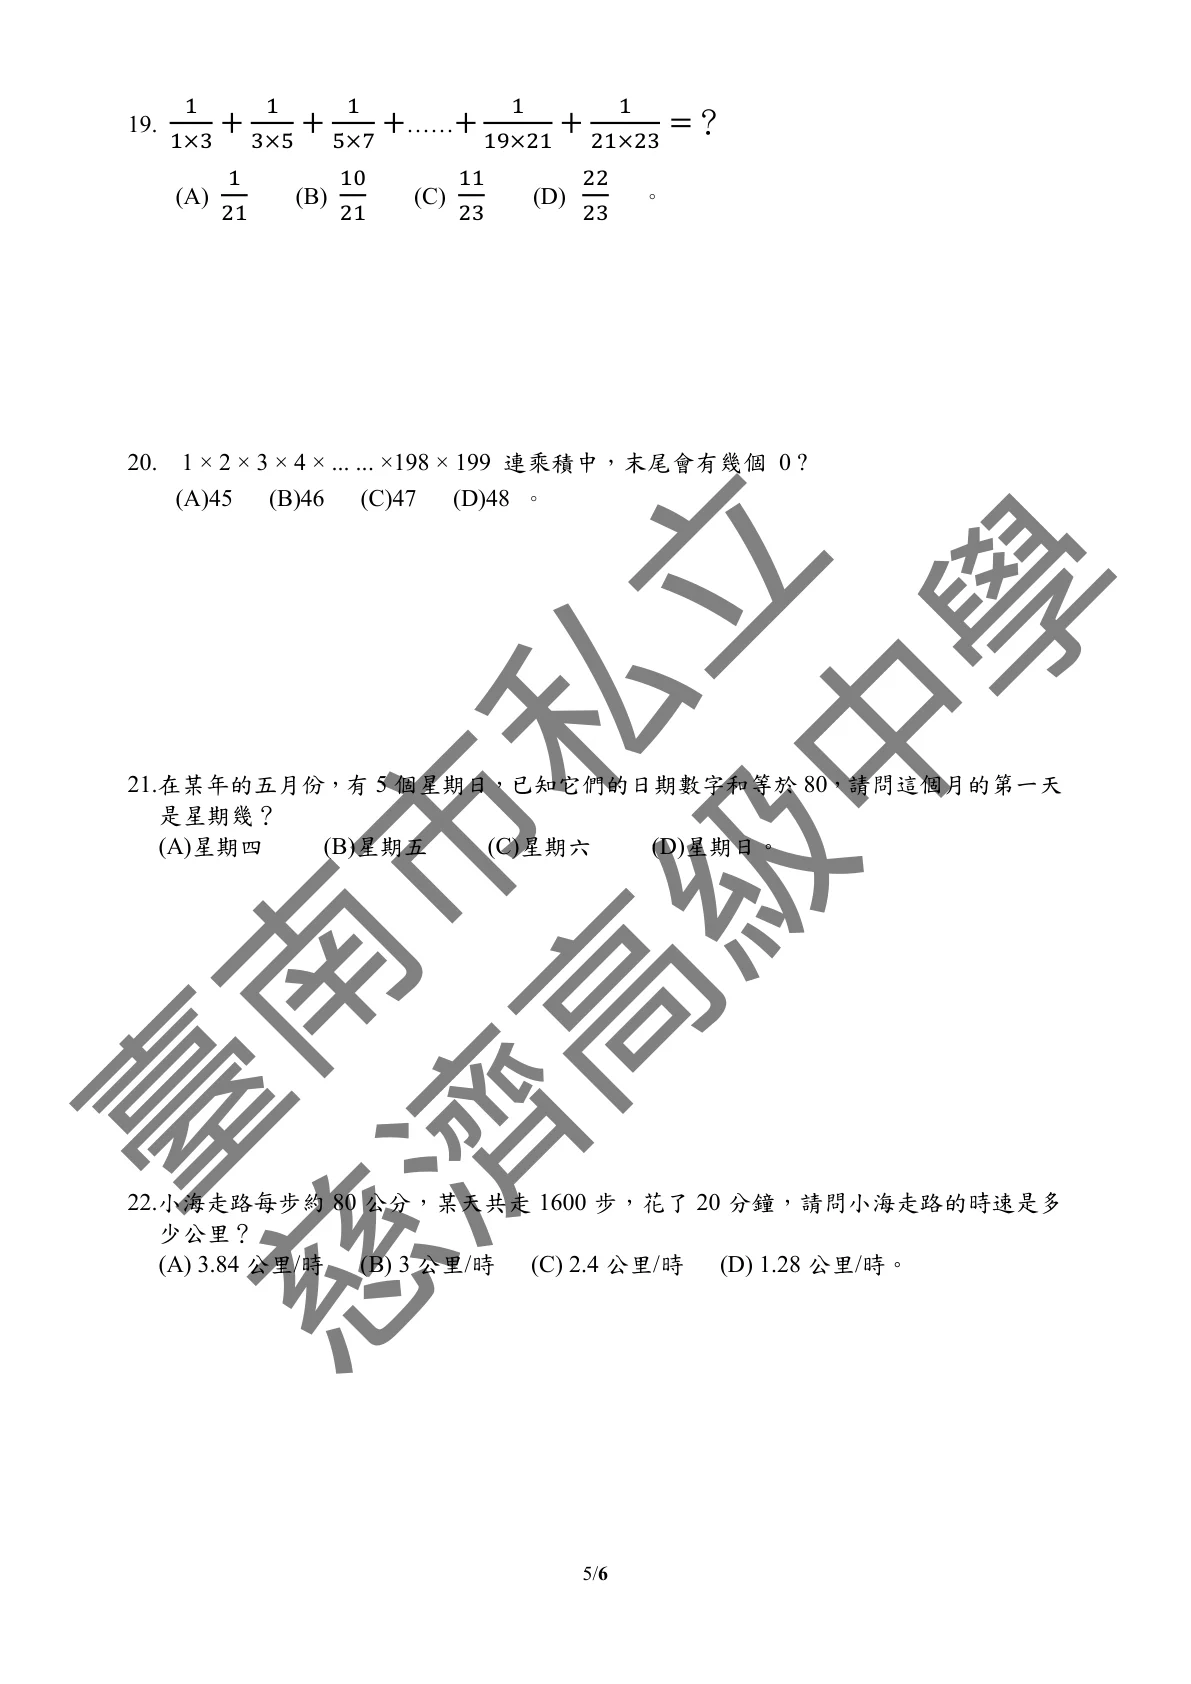 19. 1/(1×3) + 1/(3×5) + 1/(5×7) +……+ 1/(19×21) + 1/(21×23) =？
(A) 1/21 (B) 10/21 (C) 11/23 (D) 22/23 。
20. 1 × 2 × 3 × 4 × ... ... ×198 × 199 連乘積中，末尾會有幾個 0？
(A)45 (B)46 (C)47 (D)48 。
21.在某年的五月份，有 5 個星期日，已知它們的日期數字和等於 80，請問這個月的第一天
是星期幾？
(A)星期四 (B)星期五 (C)星期六 (D)星期日。
22.小海走路每步約 80 公分，某天共走 1600 步，花了 20 分鐘，請問小海走路的時速是多
少公里？
(A) 3.84 公里/時 (B) 3 公里/時 (C) 2.4 公里/時 (D) 1.28 公里/時。
臺南市私立
慈濟高級中學
5/6